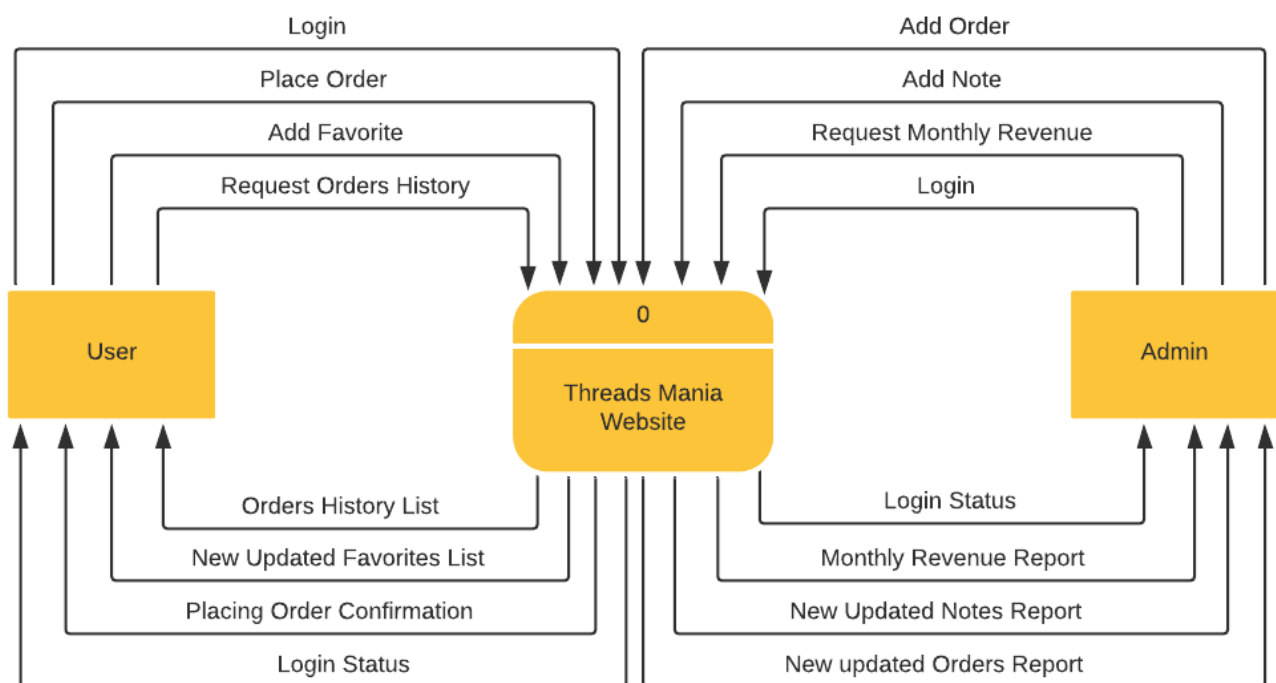 Login
Add Order
Place Order
Add Note
Add Favorite
Request Monthly Revenue
Request Orders History
Login
0
User
Threads Mania
Website
Admin
Orders History List
Login Status
New Updated Favorites List
Monthly Revenue Report
Placing Order Confirmation
New Updated Notes Report
Login Status
New updated Orders Report